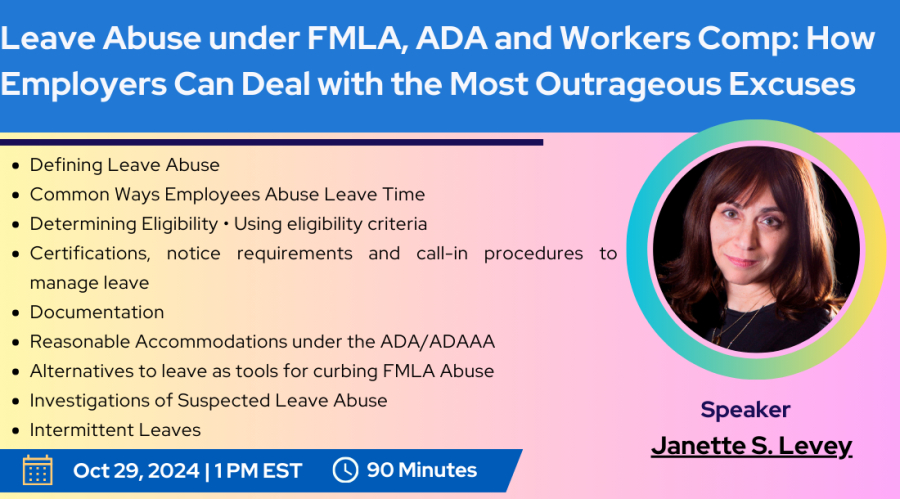 Leave Abuse under FMLA, ADA and Workers Comp: How
Employers Can Deal with the Most Outrageous Excuses
• Defining Leave Abuse
• Common Ways Employees Abuse Leave Time
• Determining Eligibility • Using eligibility criteria
• Certifications, notice requirements and call-in procedures to
manage leave
• Documentation
• Reasonable Accommodations under the ADA/ADAAA
• Alternatives to leave as tools for curbing FMLA Abuse
• Investigations of Suspected Leave Abuse
• Intermittent Leaves
Oct 29, 2024 | 1 PM EST
90 Minutes
Speaker
Janette S. Levey